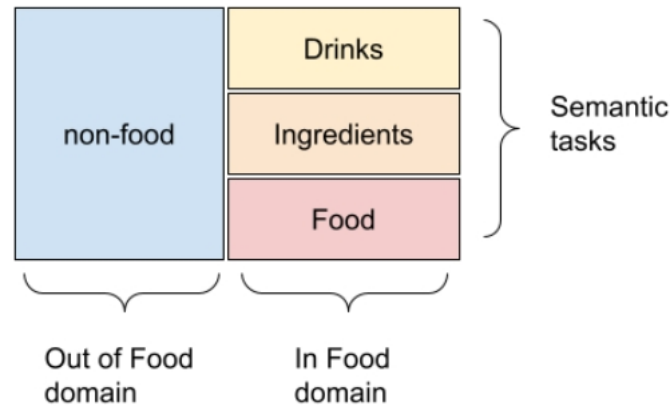 Drinks
non-food
Ingredients
Food
Semantic
tasks
Out of Food
domain
In Food
domain